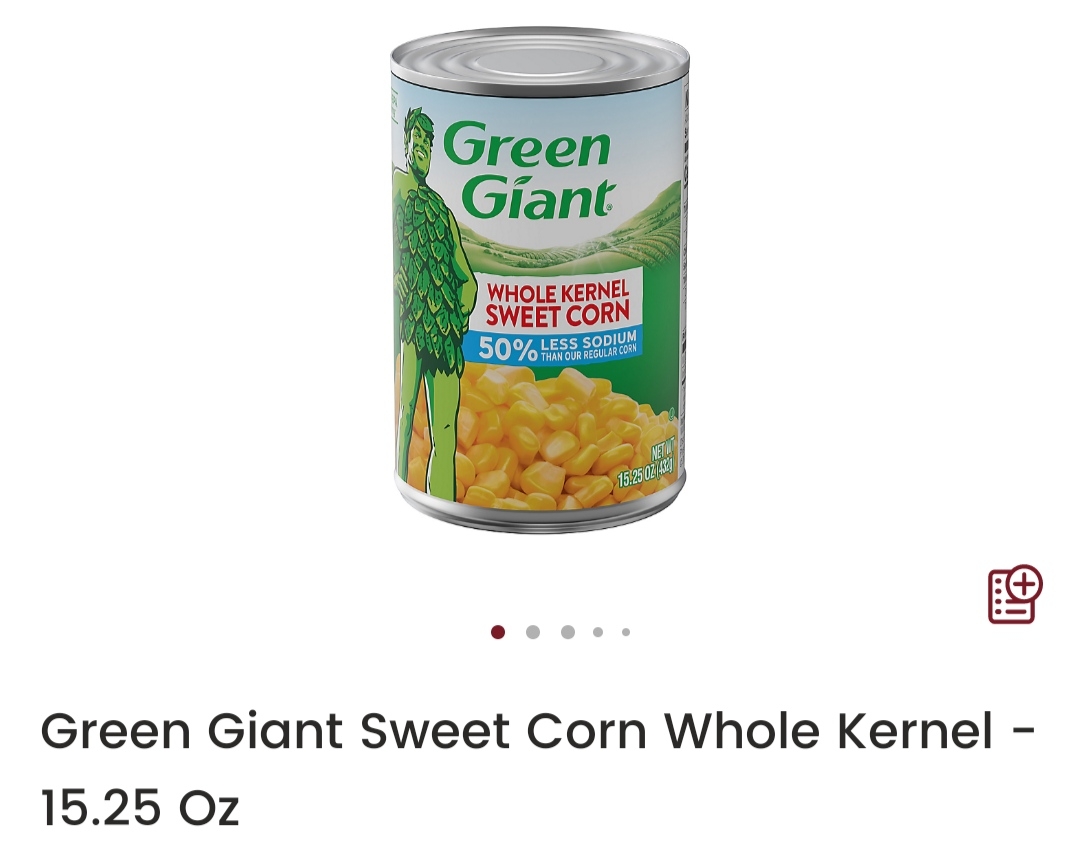 Green
Giant
WHOLE KERNEL
SWEET CORN
50% LESS SODIUM
THAN OUR REGULAR CORN
NET WT
15.25 OZ (432g)
Green Giant Sweet Corn Whole Kernel -
15.25 Oz